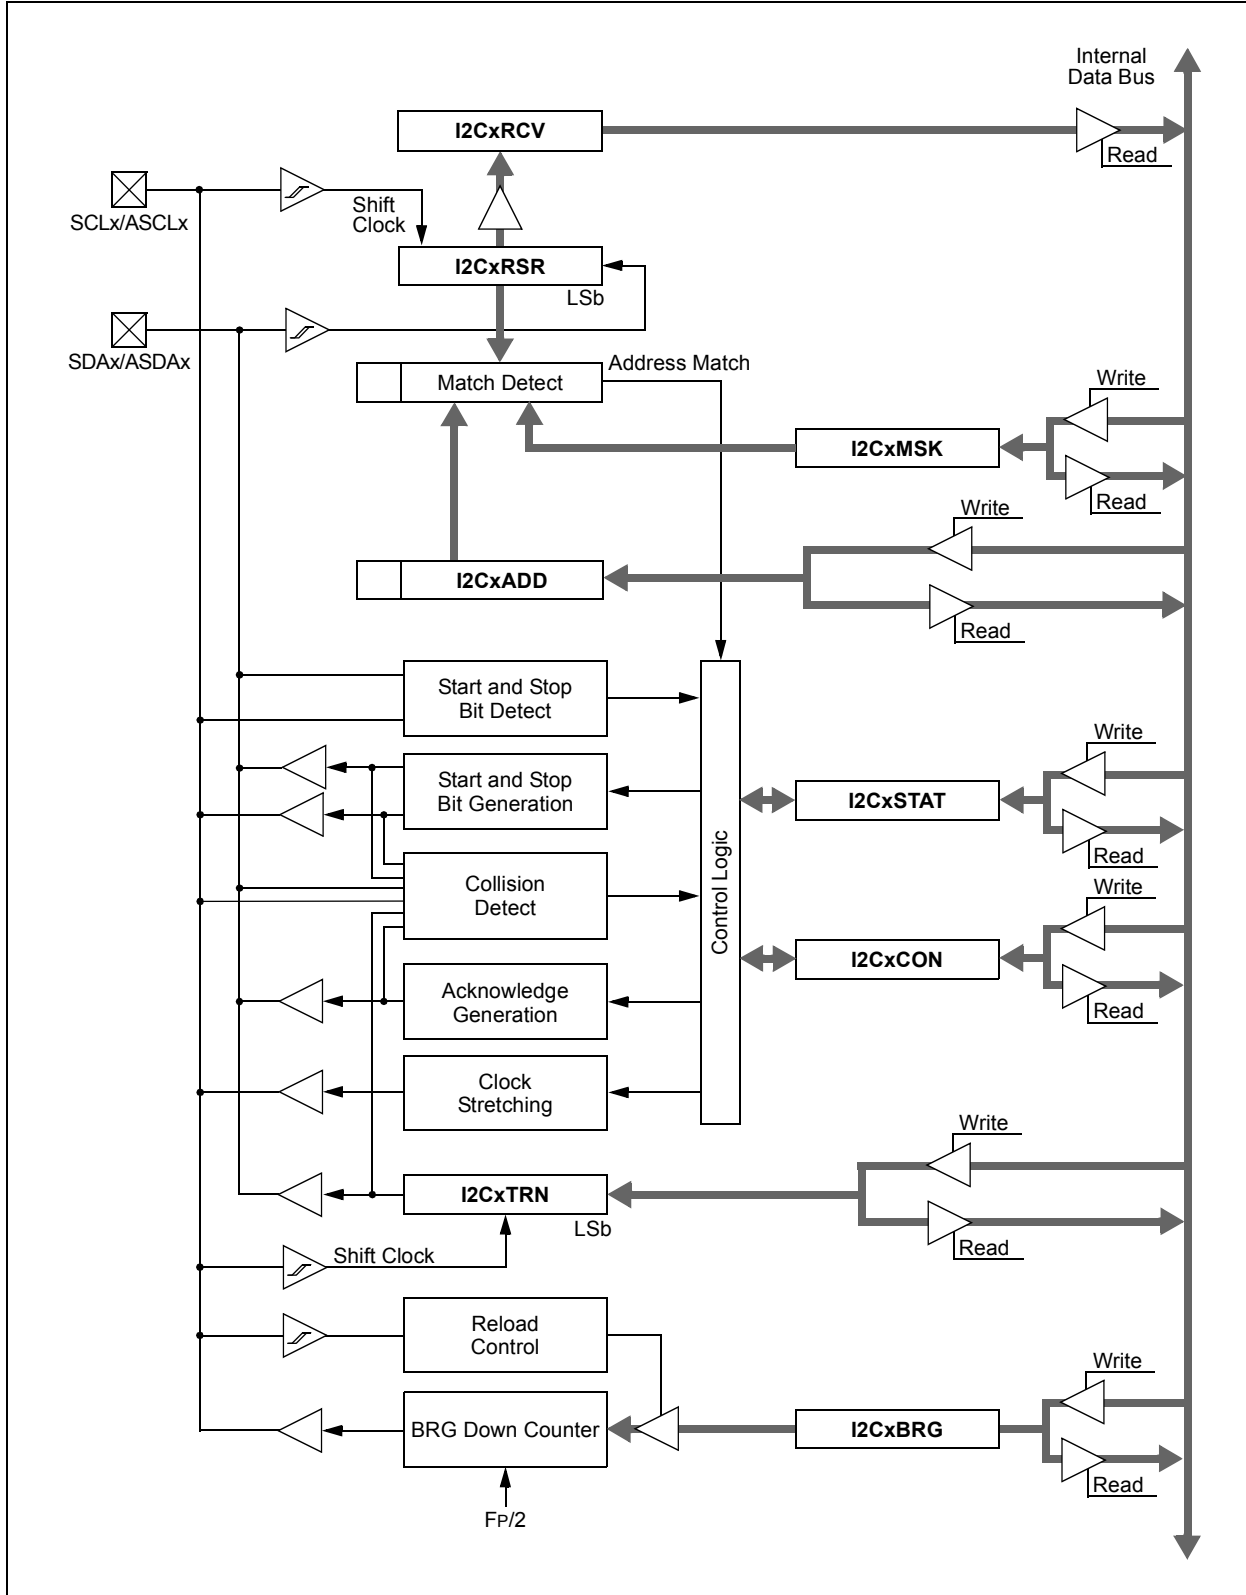 Internal
Data Bus
I2CxRCV
Read
SCLx/ASCLx
Shift
Clock
I2CxRSR
LSb
SDAx/ASDAx
Address Match
Match Detect
Write
I2CxMSK
Read
Write
I2CxADD
Read
Start and Stop
Bit Detect
Write
Start and Stop
Bit Generation
I2CxSTAT
Read
Control Logic
Collision
Detect
Write
I2CxCON
Read
Acknowledge
Generation
Clock
Stretching
Write
I2CxTRN
LSb
Read
Shift Clock
Reload
Control
Write
BRG Down Counter
I2CxBRG
Read
FP/2